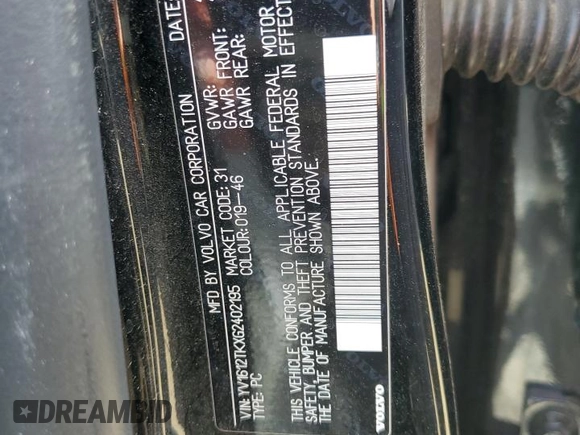 MFD BY VOLVO CAR CORPORATION DATE
VIN: YV1612TKXG2402195 MARKET CODE: 31 GVWR:
TYPE: PC COLOUR: 019-46 GAWR FRONT:
GAWR REAR:
THIS VEHICLE CONFORMS TO ALL APPLICABLE FEDERAL MOTOR
SAFETY, BUMPER AND THEFT PREVENTION STANDARDS IN EFFECT
THE DATE OF MANUFACTURE SHOWN ABOVE.
VOLVO
DREAMBID